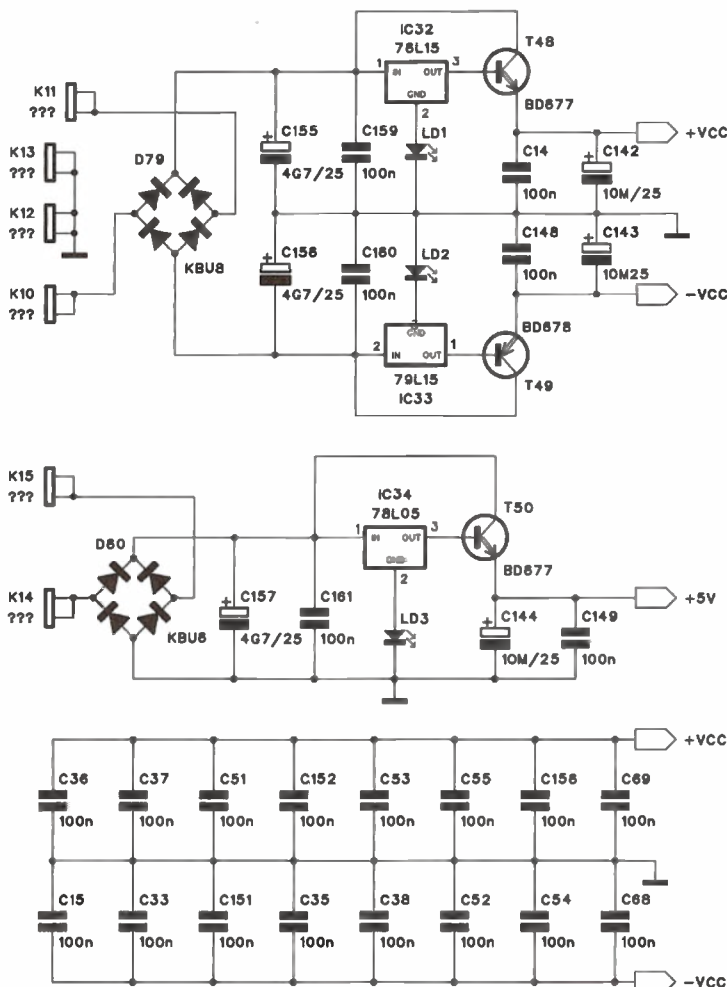 IC32
78L15
T48
K11
???
1
IN
OUT
3
GND
2
BD677
K13
???
C155
4G7/25
C159
100n
LD1
+VCC
D79
C14
100n
C142
10M/25
K12
???
KBU8
C156
4G7/25
C160
100n
LD2
C148
100n
C143
10M25
K10
???
-VCC
GND
BD678
2
IN
OUT
1
79L15
IC33
T49
K15
???
IC34
78L05
T50
1
IN
OUT
3
GND
2
BD677
D80
K14
???
KBU6
C157
4G7/25
C161
100n
LD3
C144
10M/25
C149
100n
+5V
+VCC
C36
100n
C37
100n
C51
100n
C152
100n
C53
100n
C55
100n
C158
100n
C69
100n
C15
100n
C33
100n
C151
100n
C35
100n
C38
100n
C52
100n
C54
100n
C68
100n
-VCC